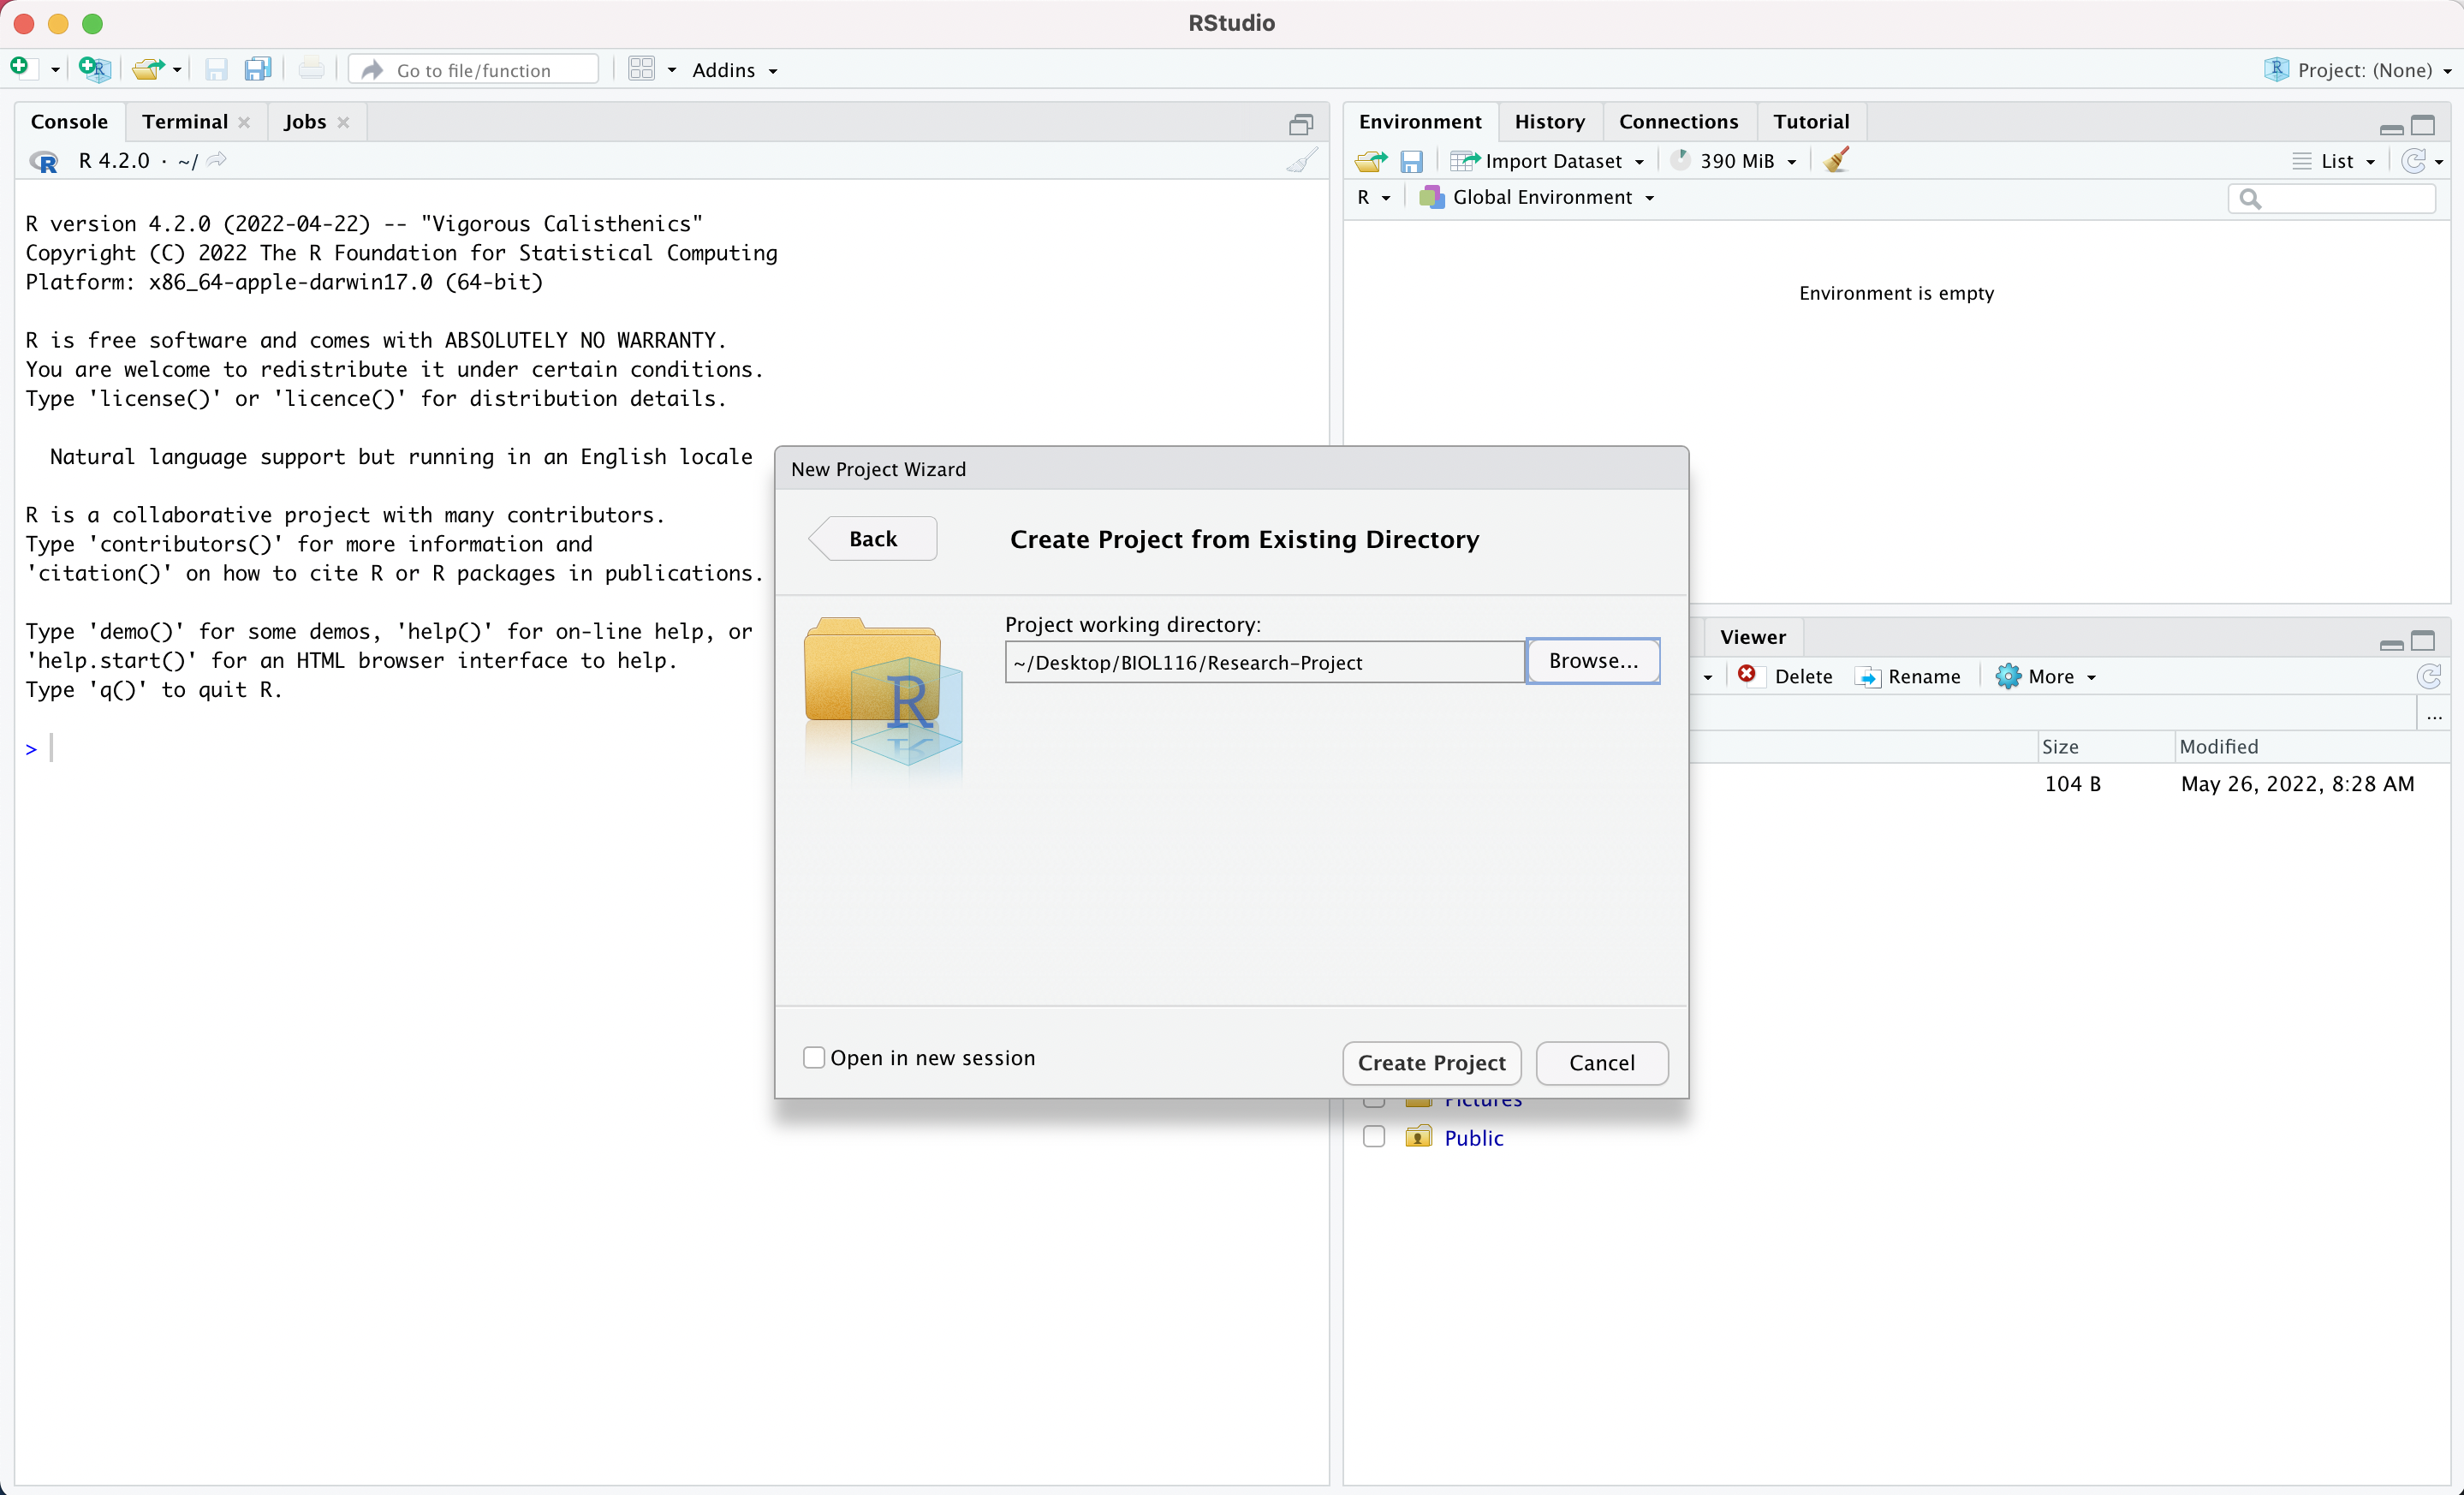 RStudio
Go to file/function
Addins
Project: (None)
Console
Terminal
Jobs
R 4.2.0 · ~/
R version 4.2.0 (2022-04-22) -- "Vigorous Calisthenics"
Copyright (C) 2022 The R Foundation for Statistical Computing
Platform: x86_64-apple-darwin17.0 (64-bit)
R is free software and comes with ABSOLUTELY NO WARRANTY.
You are welcome to redistribute it under certain conditions.
Type 'license()' or 'licence()' for distribution details.
Natural language support but running in an English locale
R is a collaborative project with many contributors.
Type 'contributors()' for more information and
'citation()' on how to cite R or R packages in publications.
Type 'demo()' for some demos, 'help()' for on-line help, or
'help.start()' for an HTML browser interface to help.
Type 'q()' to quit R.
>
Environment
History
Connections
Tutorial
Import Dataset
390 MiB
List
R
Global Environment
Environment is empty
New Project Wizard
Back
Create Project from Existing Directory
Project working directory:
~/Desktop/BIOL116/Research-Project
Browse...
R
Open in new session
Create Project
Cancel
Viewer
Delete
Rename
More
...
Size
Modified
104 B
May 26, 2022, 8:28 AM
Pictures
Public